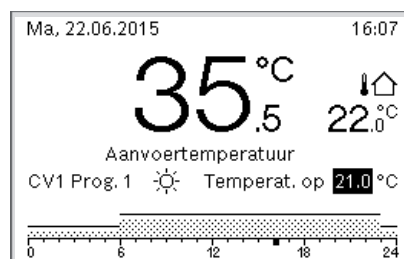 Ma, 22.06.2015 16:07
35.5 °C
22.0 °C
Aanvoertemperatuur
CV1 Prog. 1 Temperat. op 21.0 °C
0 6 12 18 24